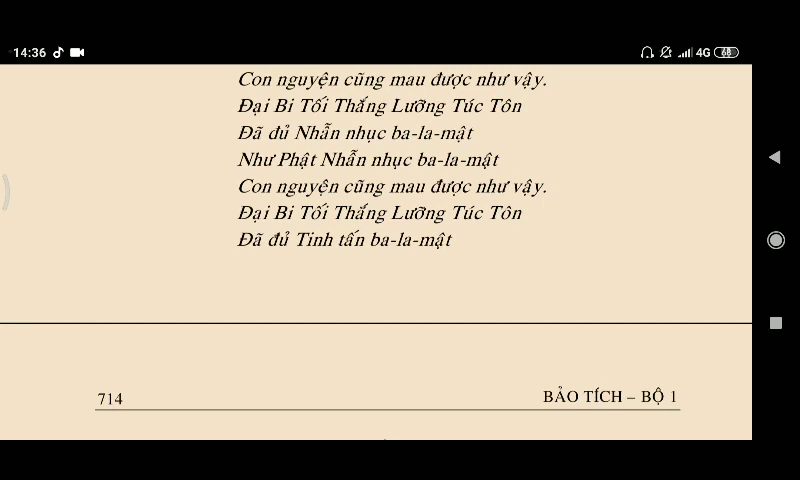 14:36 4G 68
Con nguyện cũng mau được như vậy.
Đại Bi Tối Thắng Lưỡng Túc Tôn
Đã đủ Nhẫn nhục ba-la-mật
Như Phật Nhẫn nhục ba-la-mật
Con nguyện cũng mau được như vậy.
Đại Bi Tối Thắng Lưỡng Túc Tôn
Đã đủ Tinh tấn ba-la-mật
714 BẢO TÍCH – BỘ 1